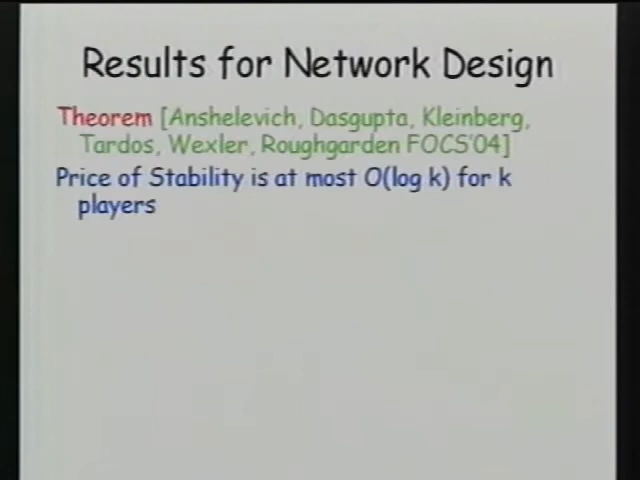 Results for Network Design
Theorem [Anshelevich, Dasgupta, Kleinberg,
Tardos, Wexler, Roughgarden FOCS'04]
Price of Stability is at most O(log k) for k
players